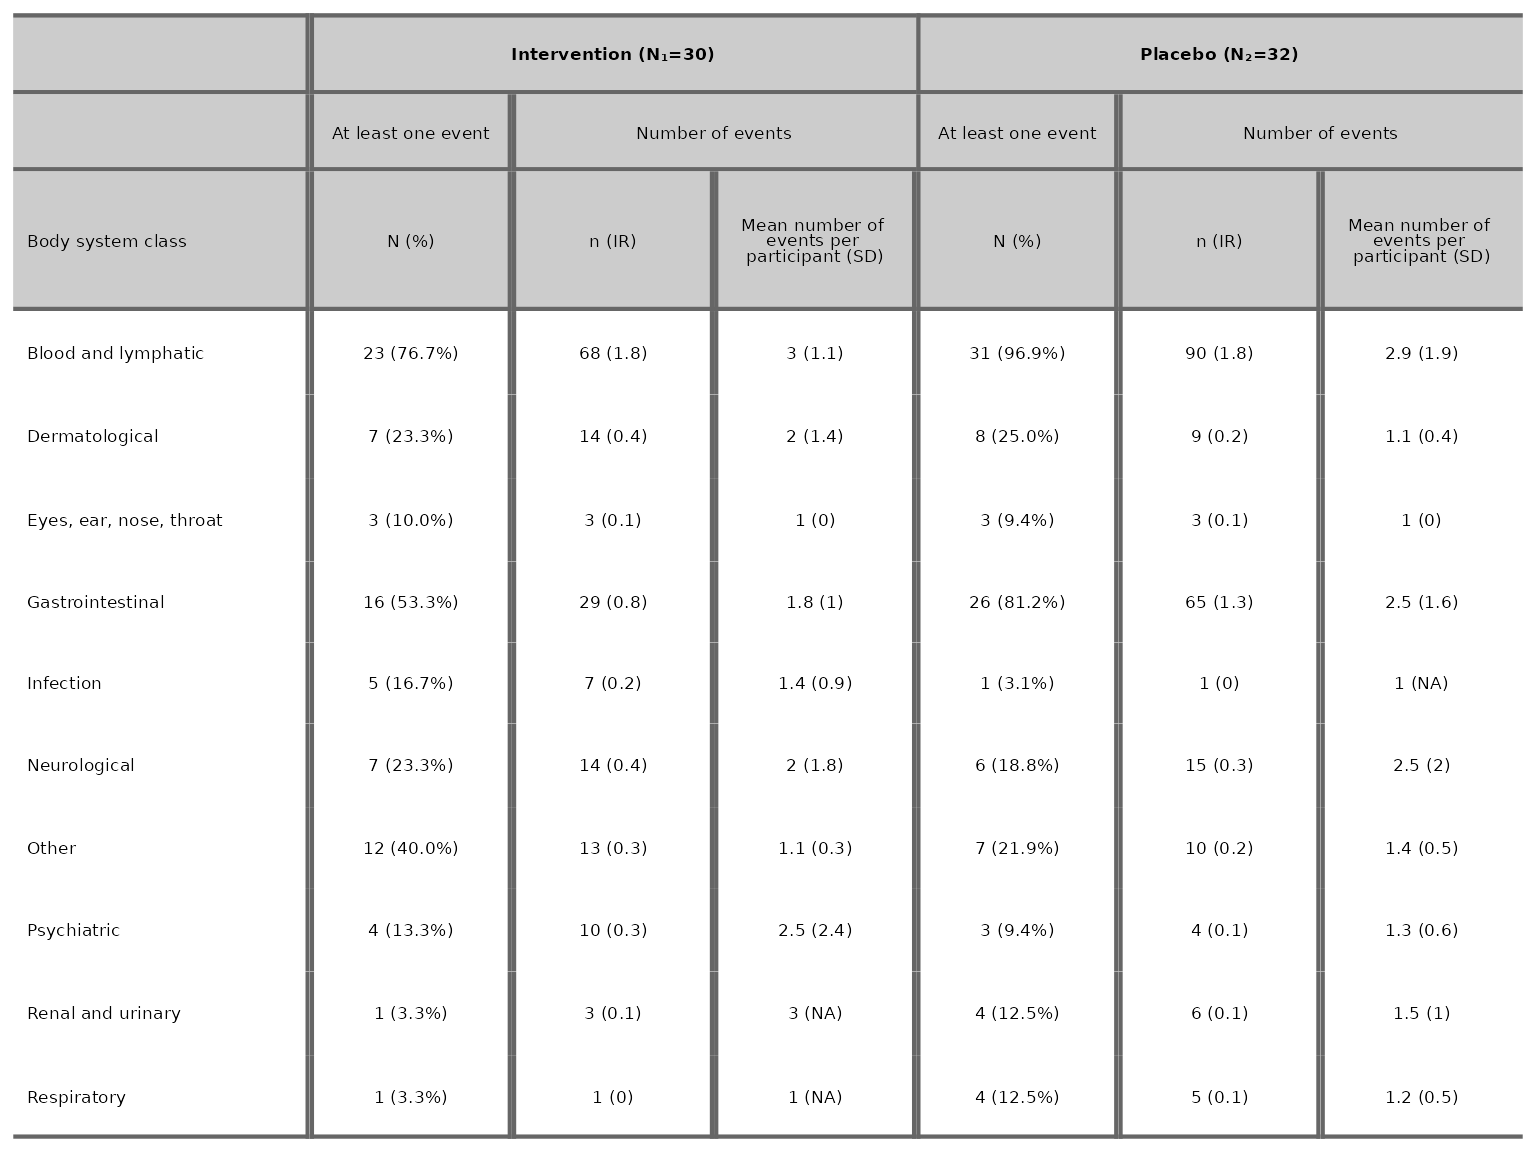 Intervention (N₁=30) Placebo (N₂=32)
At least one event Number of events At least one event Number of events
Body system class N (%) n (IR) Mean number of events per participant (SD) N (%) n (IR) Mean number of events per participant (SD)
Blood and lymphatic 23 (76.7%) 68 (1.8) 3 (1.1) 31 (96.9%) 90 (1.8) 2.9 (1.9)
Dermatological 7 (23.3%) 14 (0.4) 2 (1.4) 8 (25.0%) 9 (0.2) 1.1 (0.4)
Eyes, ear, nose, throat 3 (10.0%) 3 (0.1) 1 (0) 3 (9.4%) 3 (0.1) 1 (0)
Gastrointestinal 16 (53.3%) 29 (0.8) 1.8 (1) 26 (81.2%) 65 (1.3) 2.5 (1.6)
Infection 5 (16.7%) 7 (0.2) 1.4 (0.9) 1 (3.1%) 1 (0) 1 (NA)
Neurological 7 (23.3%) 14 (0.4) 2 (1.8) 6 (18.8%) 15 (0.3) 2.5 (2)
Other 12 (40.0%) 13 (0.3) 1.1 (0.3) 7 (21.9%) 10 (0.2) 1.4 (0.5)
Psychiatric 4 (13.3%) 10 (0.3) 2.5 (2.4) 3 (9.4%) 4 (0.1) 1.3 (0.6)
Renal and urinary 1 (3.3%) 3 (0.1) 3 (NA) 4 (12.5%) 6 (0.1) 1.5 (1)
Respiratory 1 (3.3%) 1 (0) 1 (NA) 4 (12.5%) 5 (0.1) 1.2 (0.5)